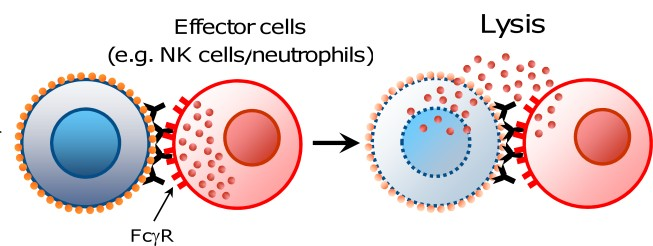 Effector cells
(e.g. NK cells/neutrophils)
Lysis
FcγR